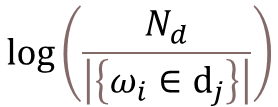 log(N_d / |{ω_i ∈ d_j}|)